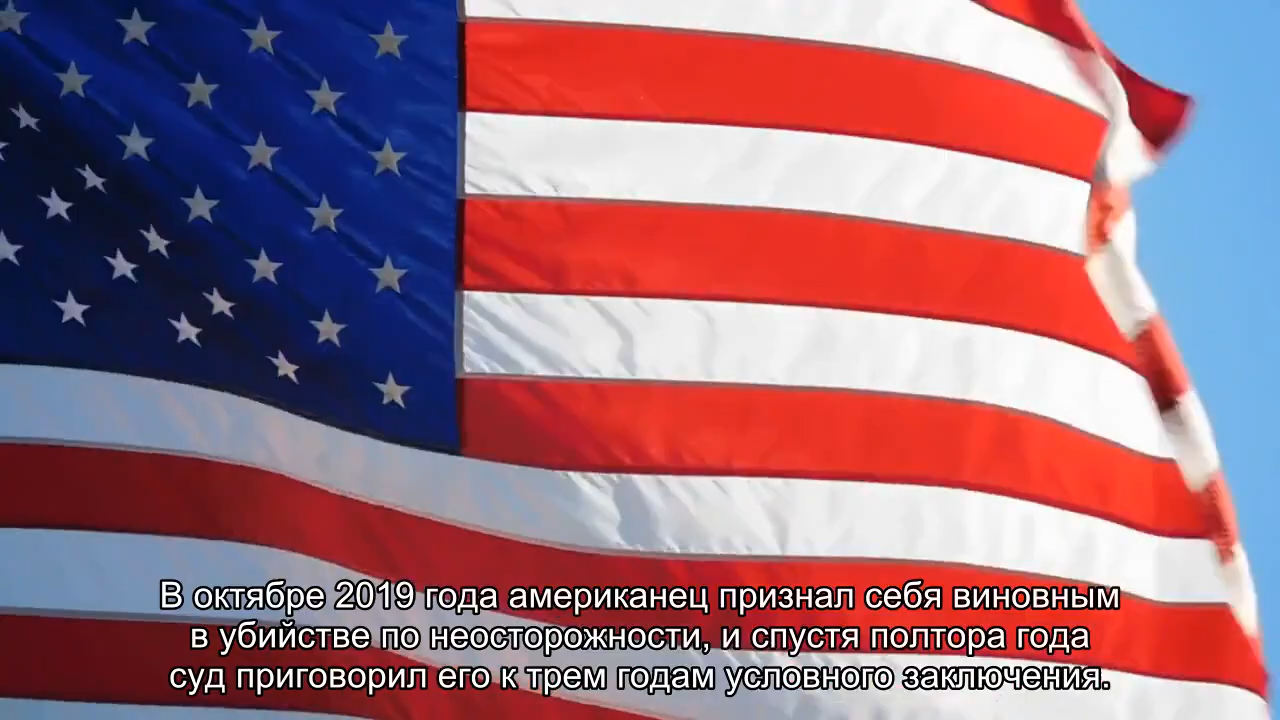 В октябре 2019 года американец признал себя виновным
в убийстве по неосторожности, и спустя полтора года
суд приговорил его к трем годам условного заключения.